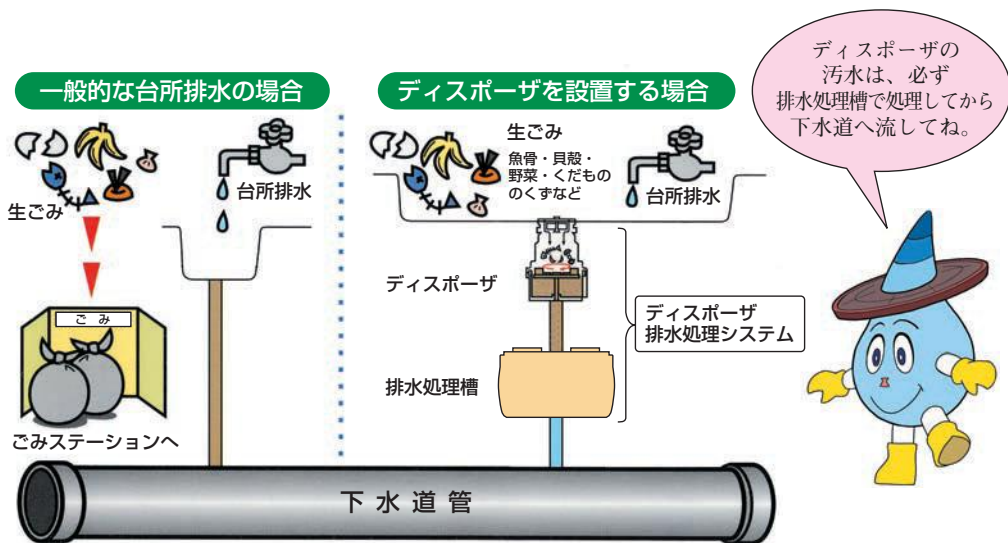 一般的な台所排水の場合
生ごみ
台所排水
ごみ
ごみステーションへ
ディスポーザを設置する場合
生ごみ
魚骨・貝殻・
野菜・くだもの
のくずなど
台所排水
ディスポーザ
排水処理槽
ディスポーザ
排水処理システム
下水道管
ディスポーザの
汚水は、必ず
排水処理槽で処理してから
下水道へ流してね。